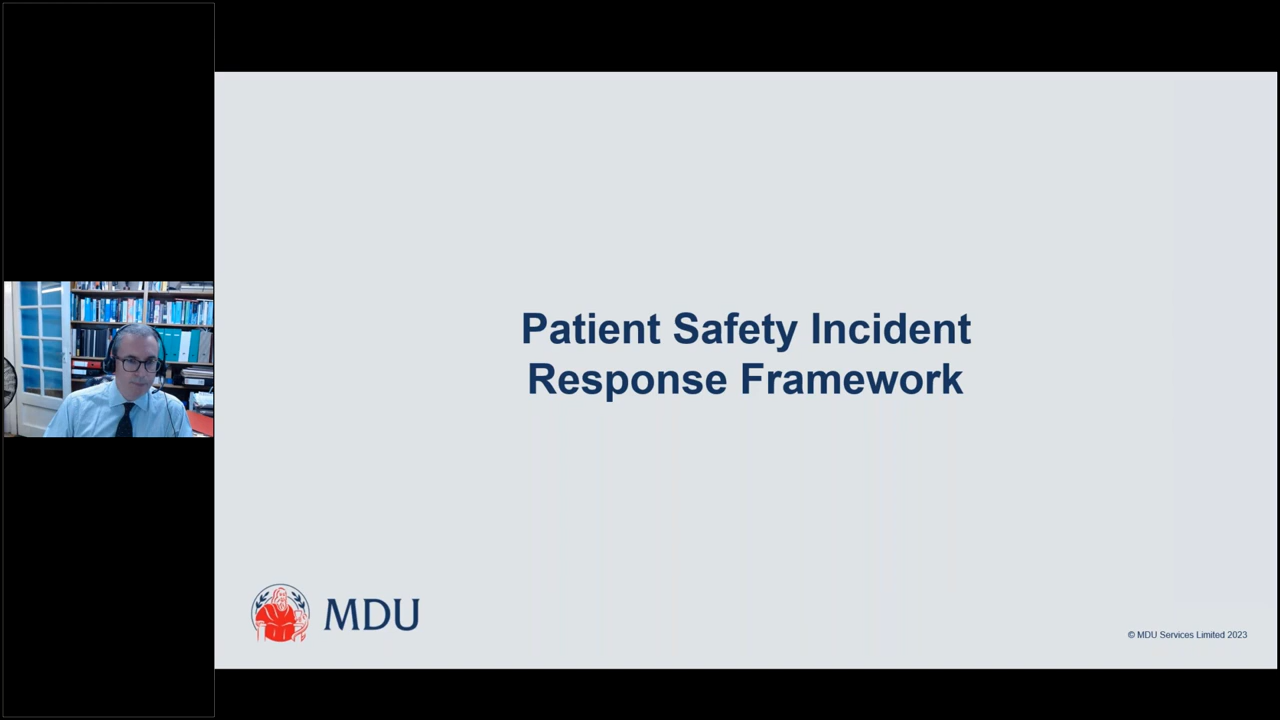 Patient Safety Incident
Response Framework
MDU
© MDU Services Limited 2023